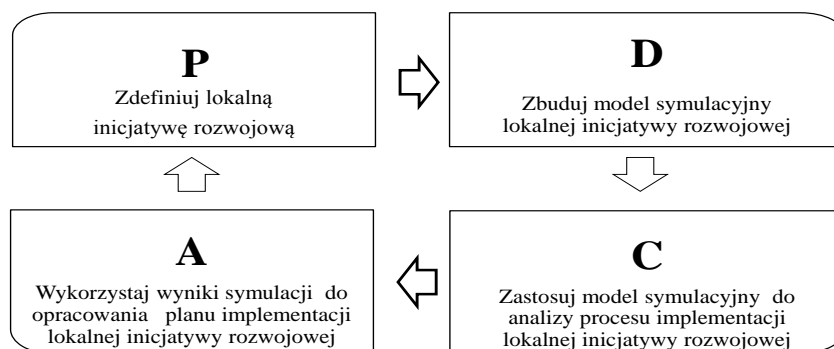 P
Zdefiniuj lokalną
inicjatywę rozwojową
D
Zbuduj model symulacyjny
lokalnej inicjatywy rozwojowej
A
Wykorzystaj wyniki symulacji do
opracowania planu implementacji
lokalnej inicjatywy rozwojowej
C
Zastosuj model symulacyjny do
analizy procesu implementacji
lokalnej inicjatywy rozwojowej